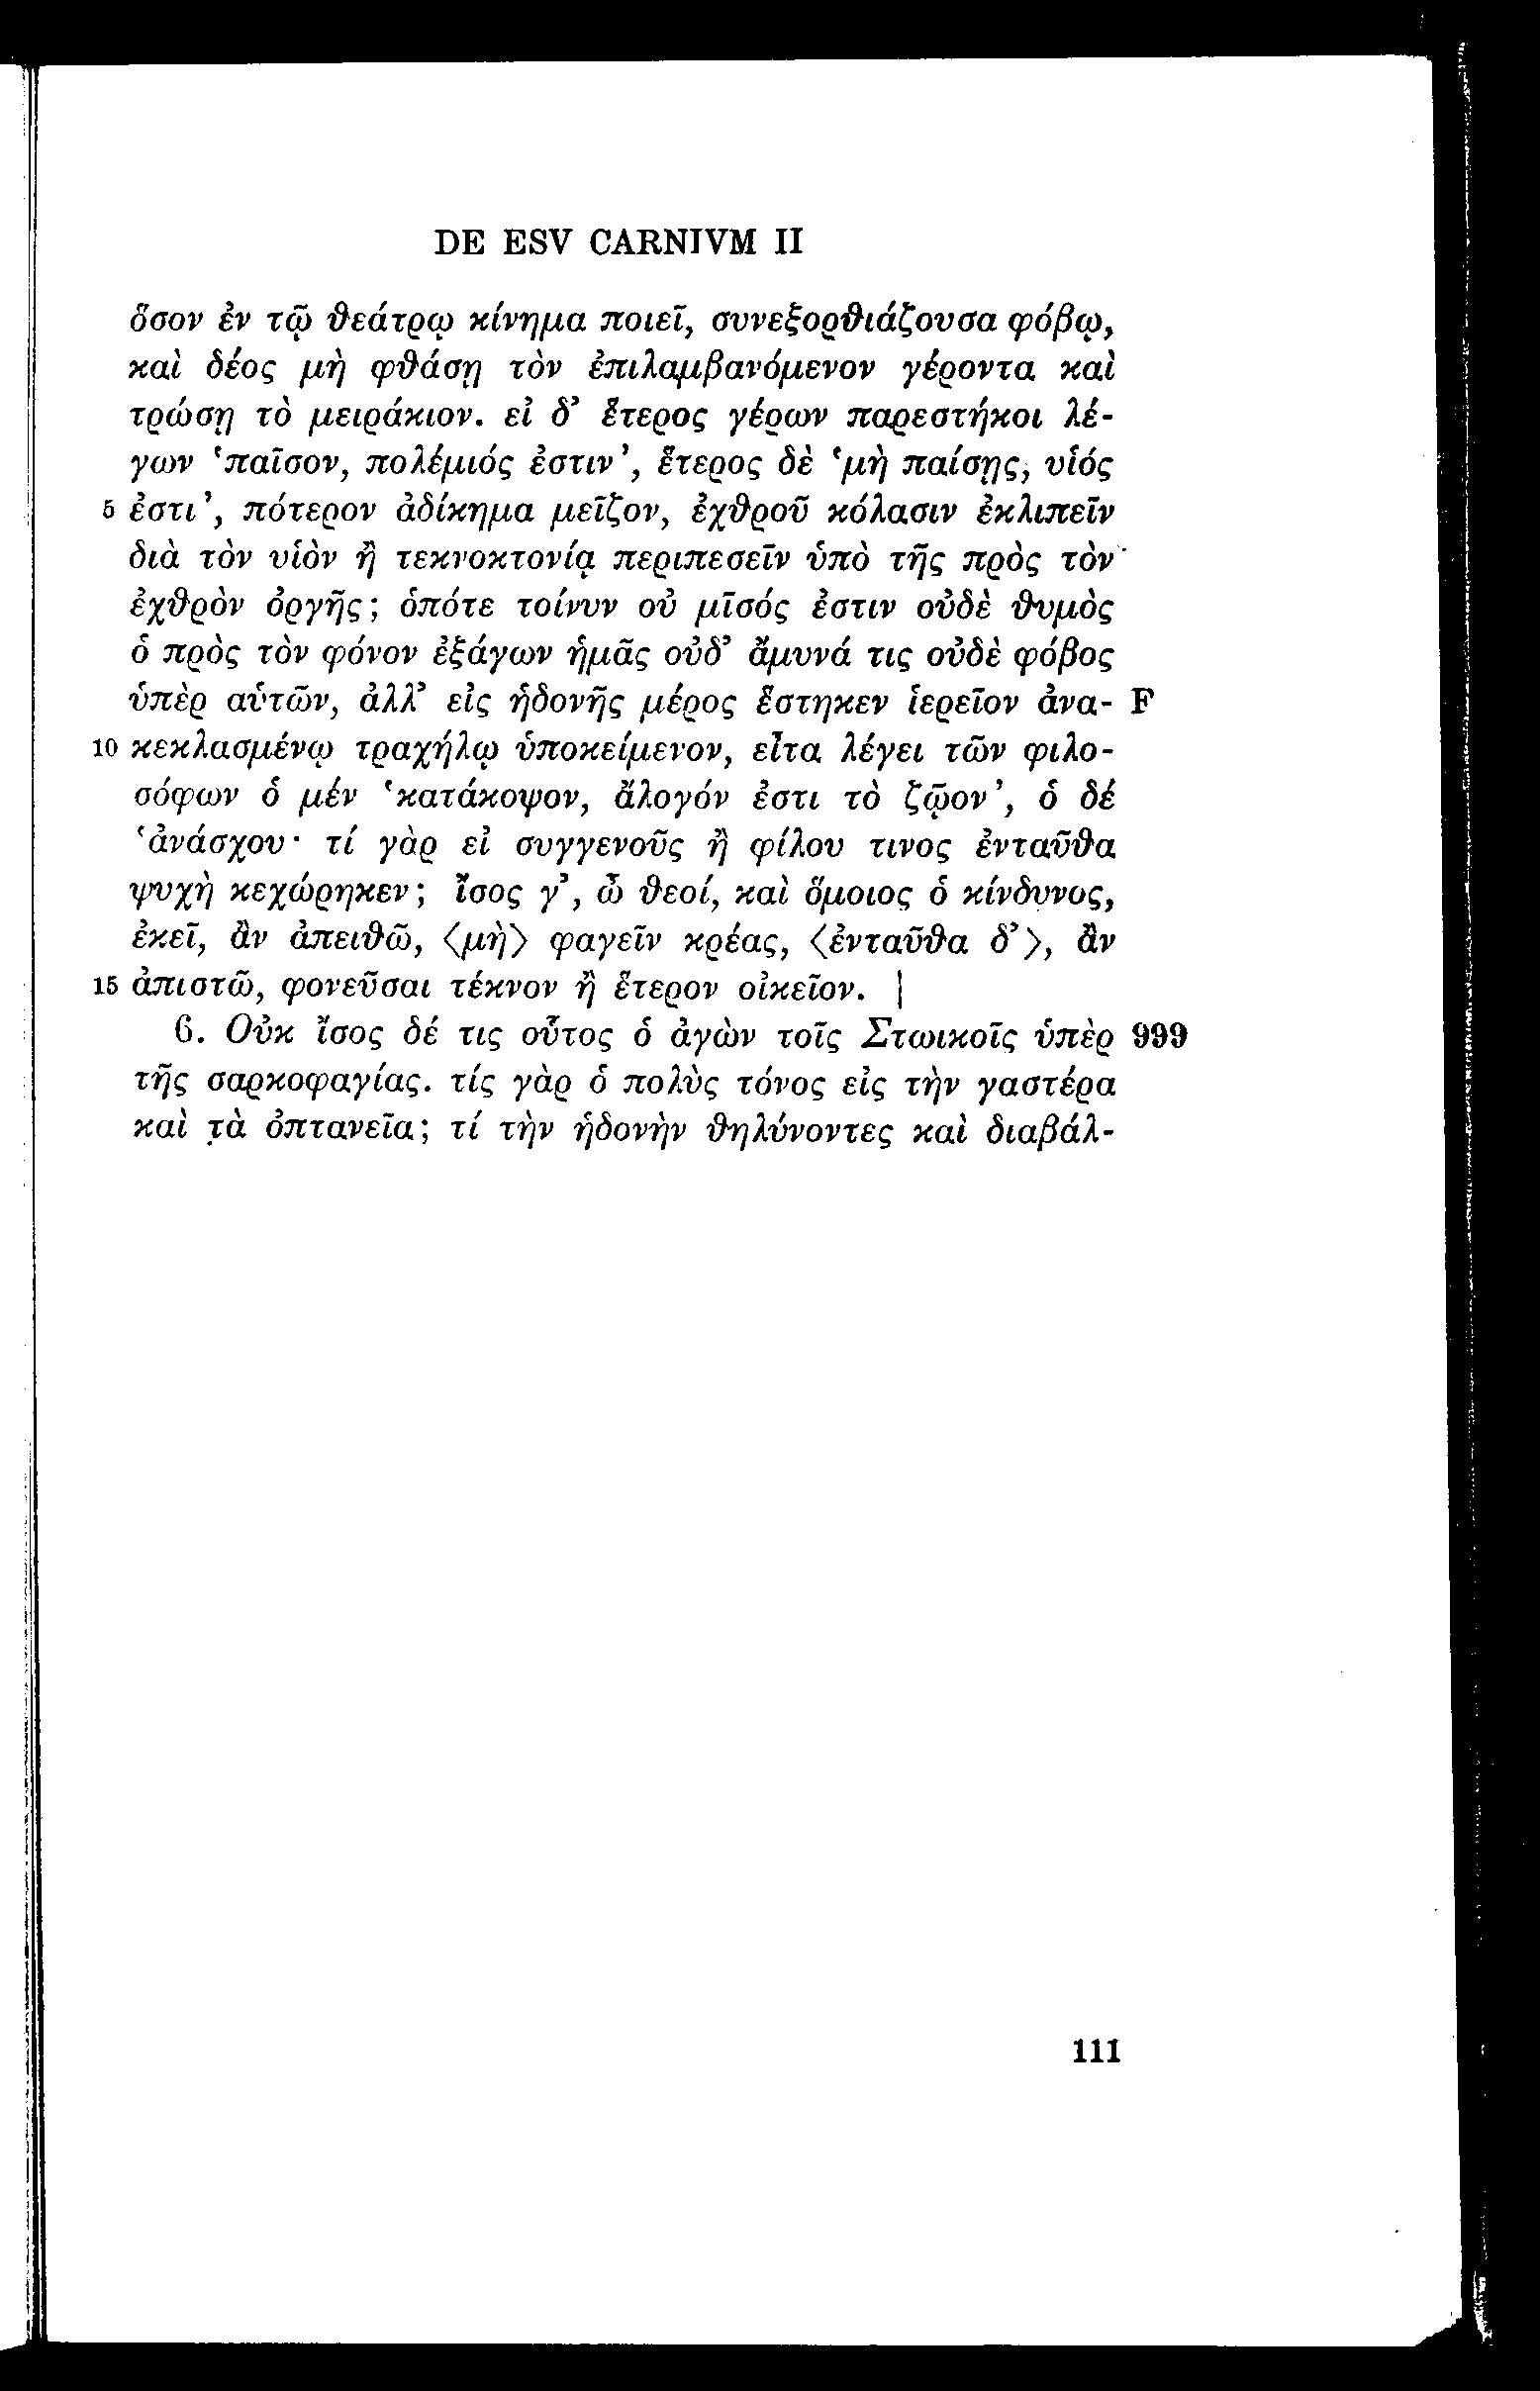 DE ESV CARNIVM II
ὅσον ἐν τῷ θεάτρῳ κίνημα ποιεῖ, συνεξορθιάζουσα φόβῳ,
καὶ δέος μὴ φθάσῃ τὸν ἐπιλαμβανόμενον γέροντα καὶ
τρώσῃ τὸ μειράκιον. εἰ δ’ ἕτερος γέρων παρεστήκοι λέ-
γων ‘παῖσον, πολέμιός ἐστιν’, ἕτερος δὲ ‘μὴ παίσῃς, υἱός
5 ἐστι’, πότερον ἀδίκημα μεῖζον, ἐχθροῦ κόλασιν ἐκλιπεῖν
διὰ τὸν υἱὸν ἢ τεκνοκτονίᾳ περιπεσεῖν ὑπὸ τῆς πρὸς τὸν
ἐχθρὸν ὀργῆς; ὁπότε τοίνυν οὐ μῖσός ἐστιν οὐδὲ θυμὸς
ὁ πρὸς τὸν φόνον ἐξάγων ἡμᾶς οὐδ’ ἄμυνά τις οὐδὲ φόβος
ὑπὲρ αὑτῶν, ἀλλ’ εἰς ἡδονῆς μέρος ἕστηκεν ἱερεῖον ἀνα- F
10 κεκλασμένῳ τραχήλῳ ὑποκείμενον, εἶτα λέγει τῶν φιλο-
σόφων ὁ μέν ‘κατάκοψον, ἄλογόν ἐστι τὸ ζῷον’, ὁ δέ
‘ἀνάσχου· τί γὰρ εἰ συγγενοῦς ἢ φίλου τινος ἐνταῦθα
ψυχὴ κεχώρηκεν; ἴσος γ’, ὦ θεοί, καὶ ὅμοιος ὁ κίνδυνος,
ἐκεῖ, ἂν ἀπειθῶ, ⟨μὴ⟩ φαγεῖν κρέας, ⟨ἐνταῦθα δ’⟩, ἂν
15 ἀπιστῶ, φονεῦσαι τέκνον ἢ ἕτερον οἰκεῖον. |
6. Οὐκ ἴσος δέ τις οὗτος ὁ ἀγὼν τοῖς Στωικοῖς ὑπὲρ 999
τῆς σαρκοφαγίας. τίς γὰρ ὁ πολὺς τόνος εἰς τὴν γαστέρα
καὶ τὰ ὀπτανεῖα; τί τὴν ἡδονὴν θηλύνοντες καὶ διαβάλ-
111